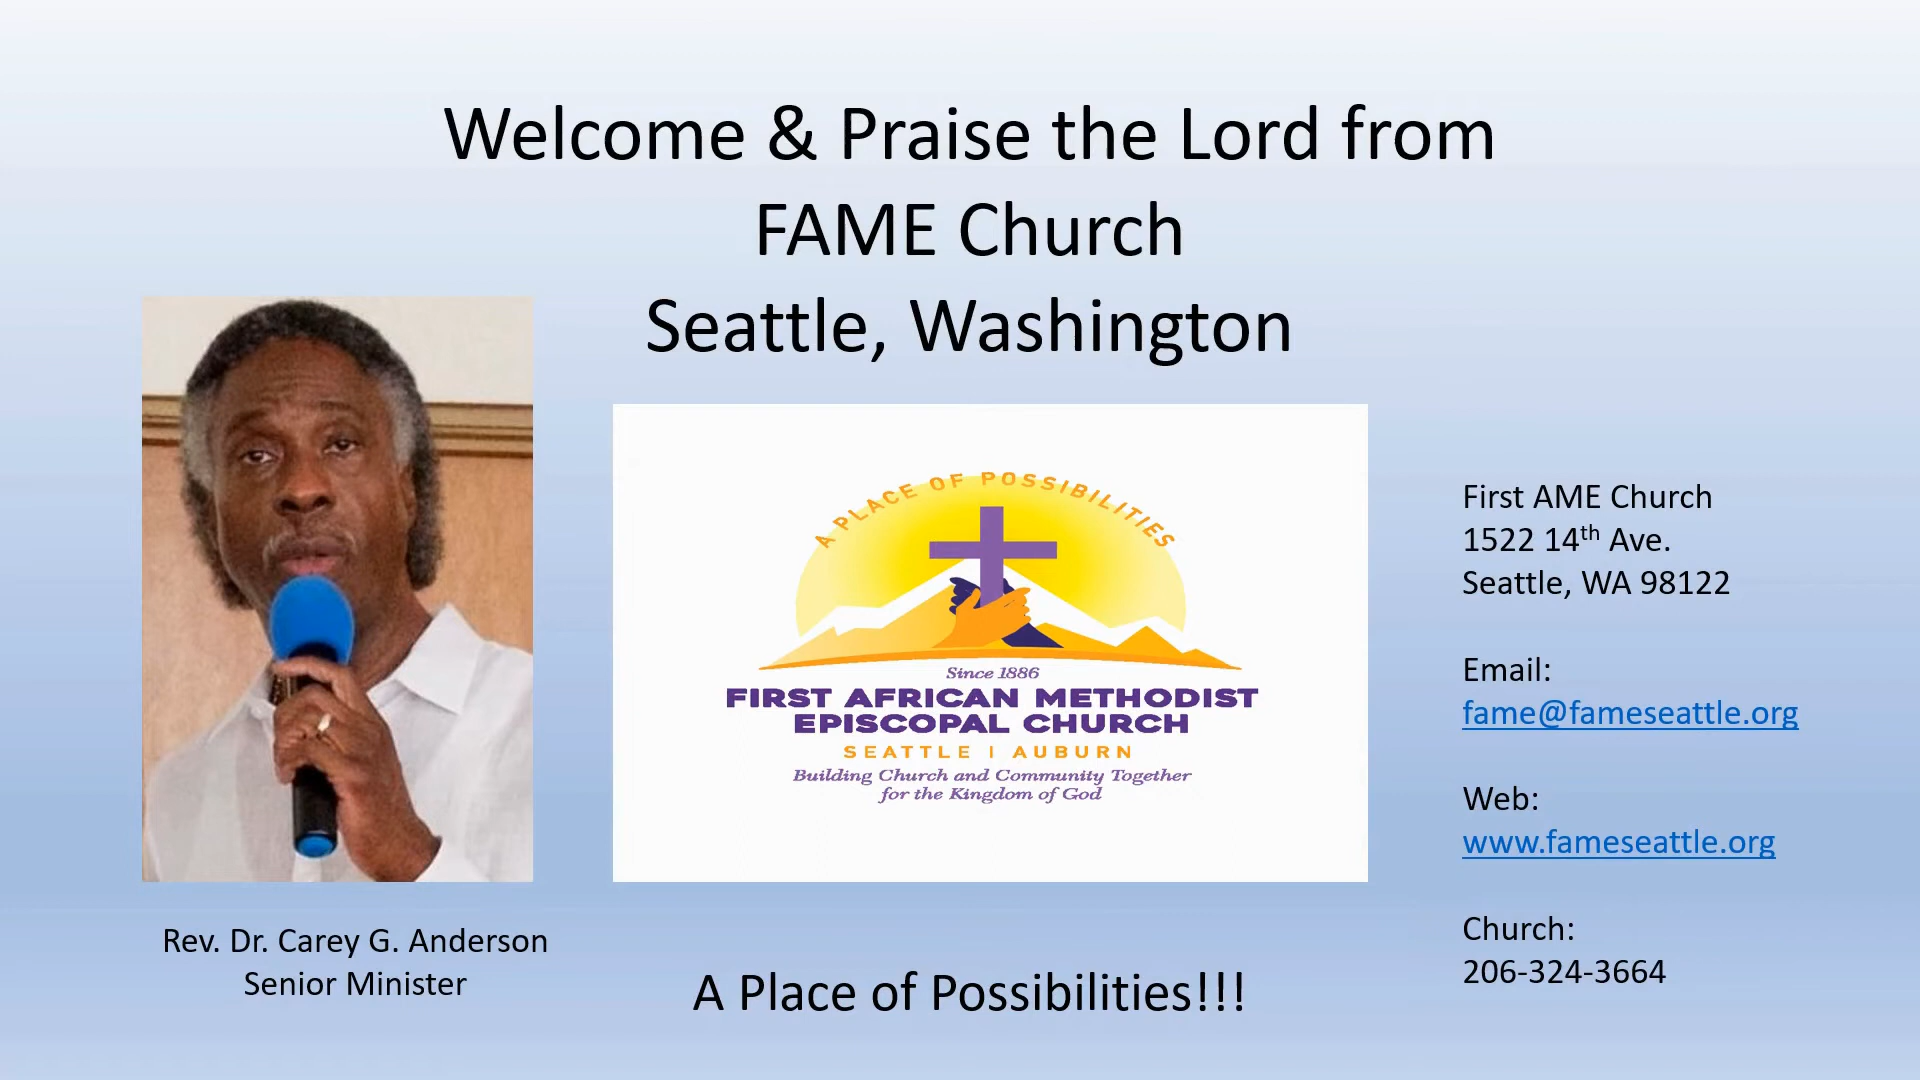 Welcome & Praise the Lord from
FAME Church
Seattle, Washington
A PLACE OF POSSIBILITIES
Since 1886
FIRST AFRICAN METHODIST
EPISCOPAL CHURCH
SEATTLE | AUBURN
Building Church and Community Together
for the Kingdom of God
First AME Church
1522 14th Ave.
Seattle, WA 98122
Email:
fame@fameseattle.org
Web:
www.fameseattle.org
Church:
206-324-3664
Rev. Dr. Carey G. Anderson
Senior Minister
A Place of Possibilities!!!